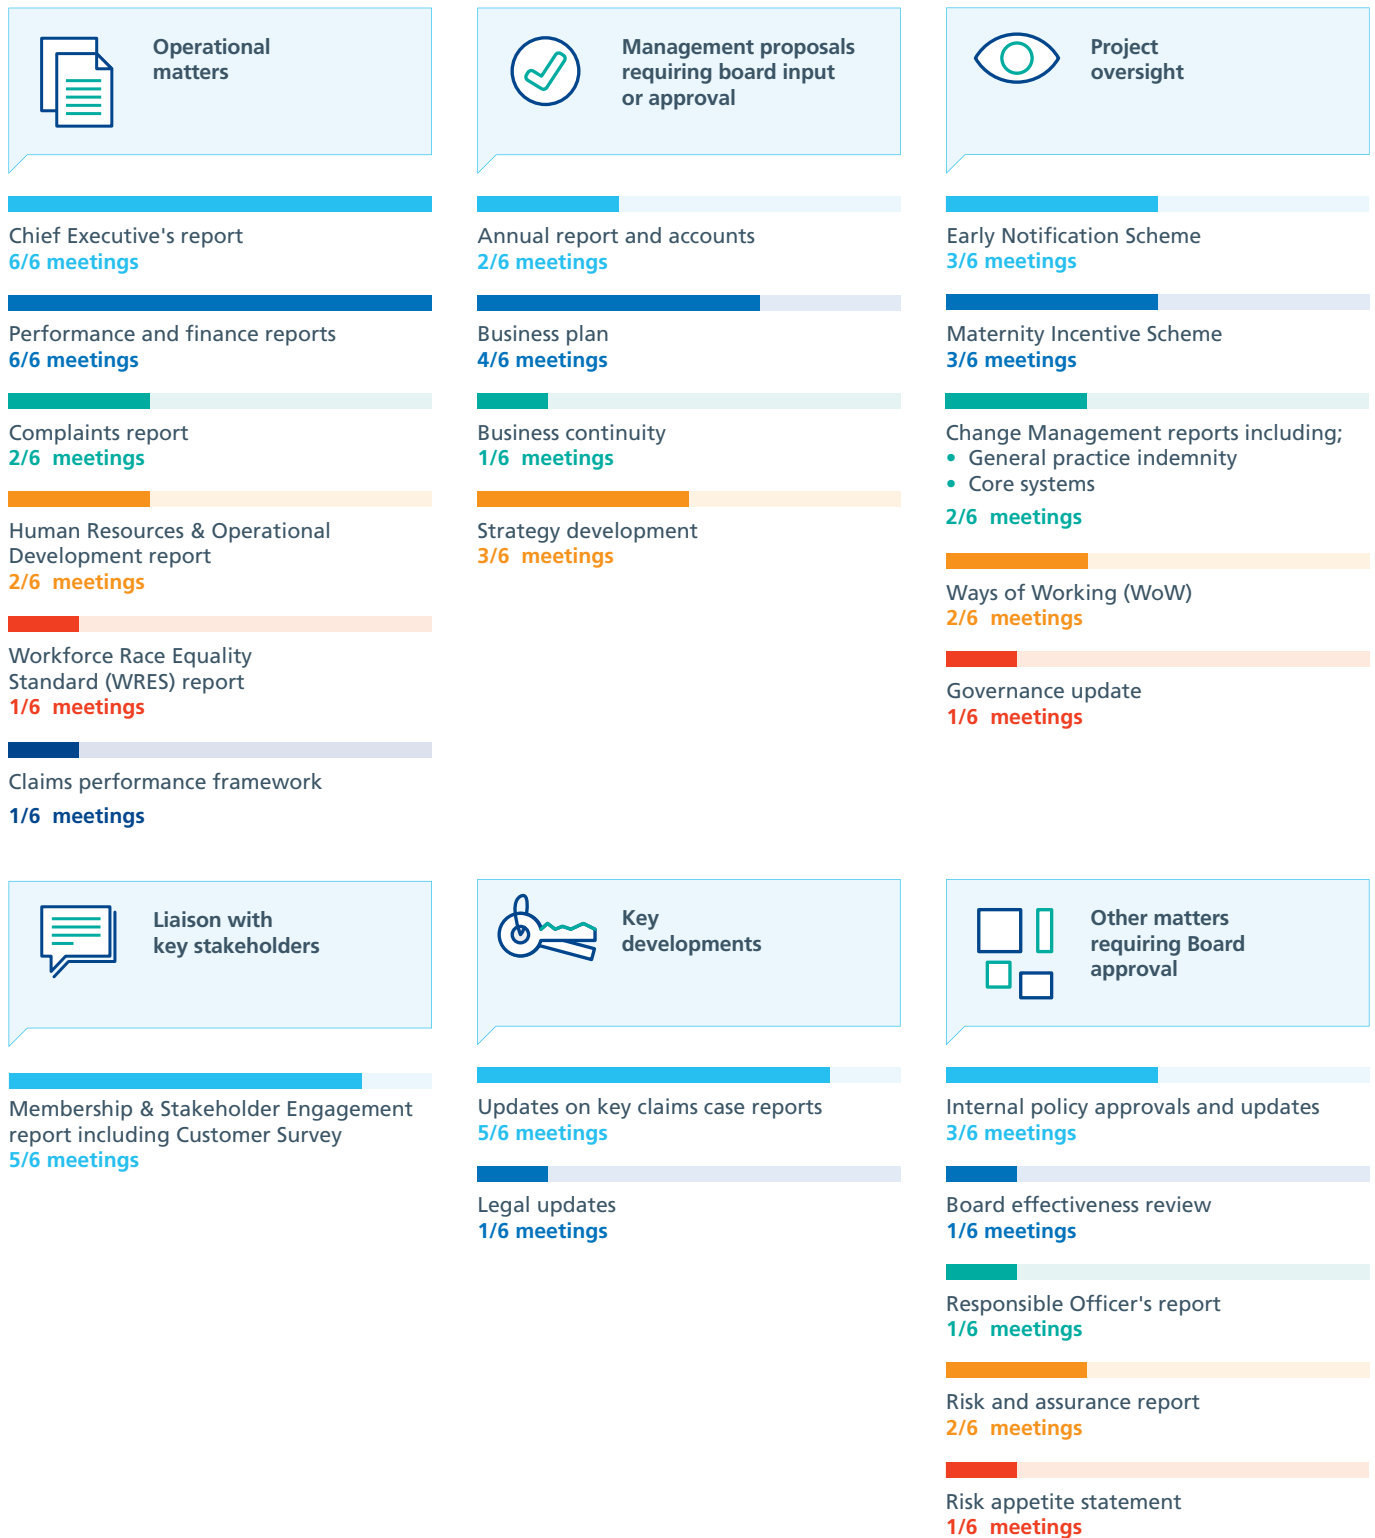 Operational
matters
Chief Executive's report
6/6 meetings
Performance and finance reports
6/6 meetings
Complaints report
2/6 meetings
Human Resources & Operational
Development report
2/6 meetings
Workforce Race Equality
Standard (WRES) report
1/6 meetings
Claims performance framework
1/6 meetings
Management proposals
requiring board input
or approval
Annual report and accounts
2/6 meetings
Business plan
4/6 meetings
Business continuity
1/6 meetings
Strategy development
3/6 meetings
Project
oversight
Early Notification Scheme
3/6 meetings
Maternity Incentive Scheme
3/6 meetings
Change Management reports including;
• General practice indemnity
• Core systems
2/6 meetings
Ways of Working (WoW)
2/6 meetings
Governance update
1/6 meetings
Liaison with
key stakeholders
Membership & Stakeholder Engagement
report including Customer Survey
5/6 meetings
Key
developments
Updates on key claims case reports
5/6 meetings
Legal updates
1/6 meetings
Other matters
requiring Board
approval
Internal policy approvals and updates
3/6 meetings
Board effectiveness review
1/6 meetings
Responsible Officer's report
1/6 meetings
Risk and assurance report
2/6 meetings
Risk appetite statement
1/6 meetings